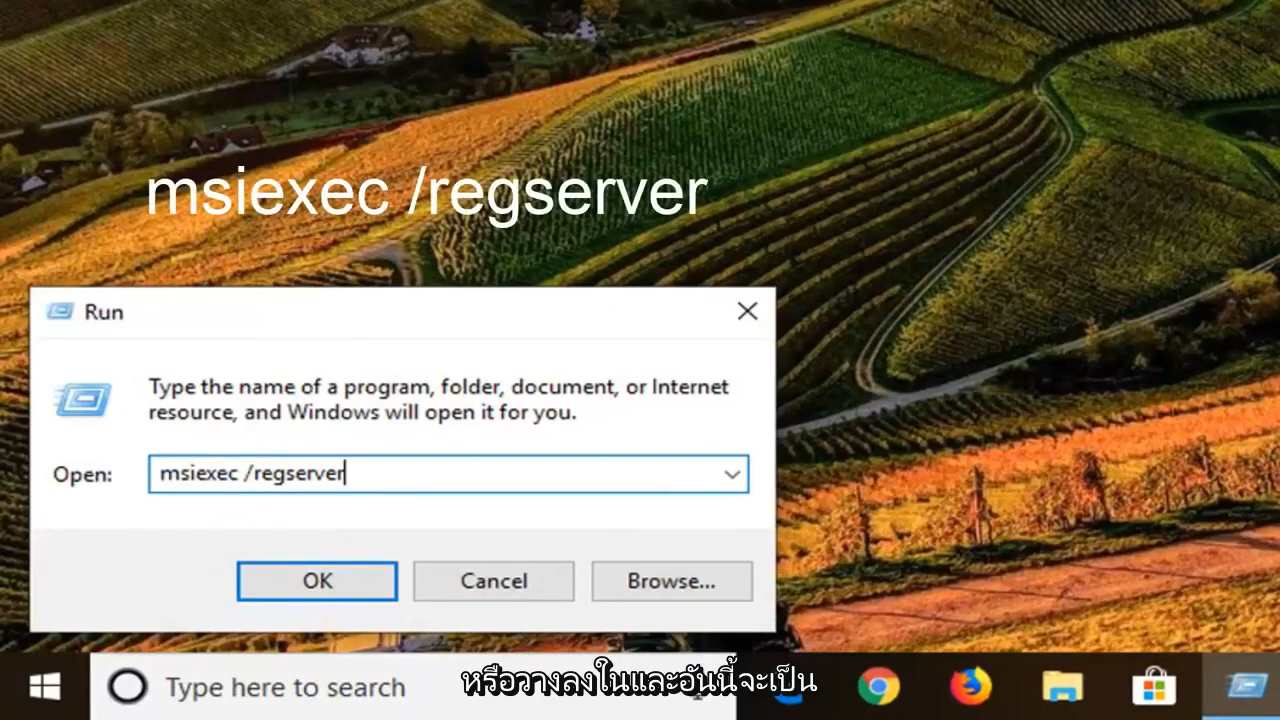 msiexec /regserver
Run
Type the name of a program, folder, document, or Internet
resource, and Windows will open it for you.
Open: msiexec /regserver
OK Cancel Browse...
Type here to search
หรือวางลงในและอันนี้จะเป็น